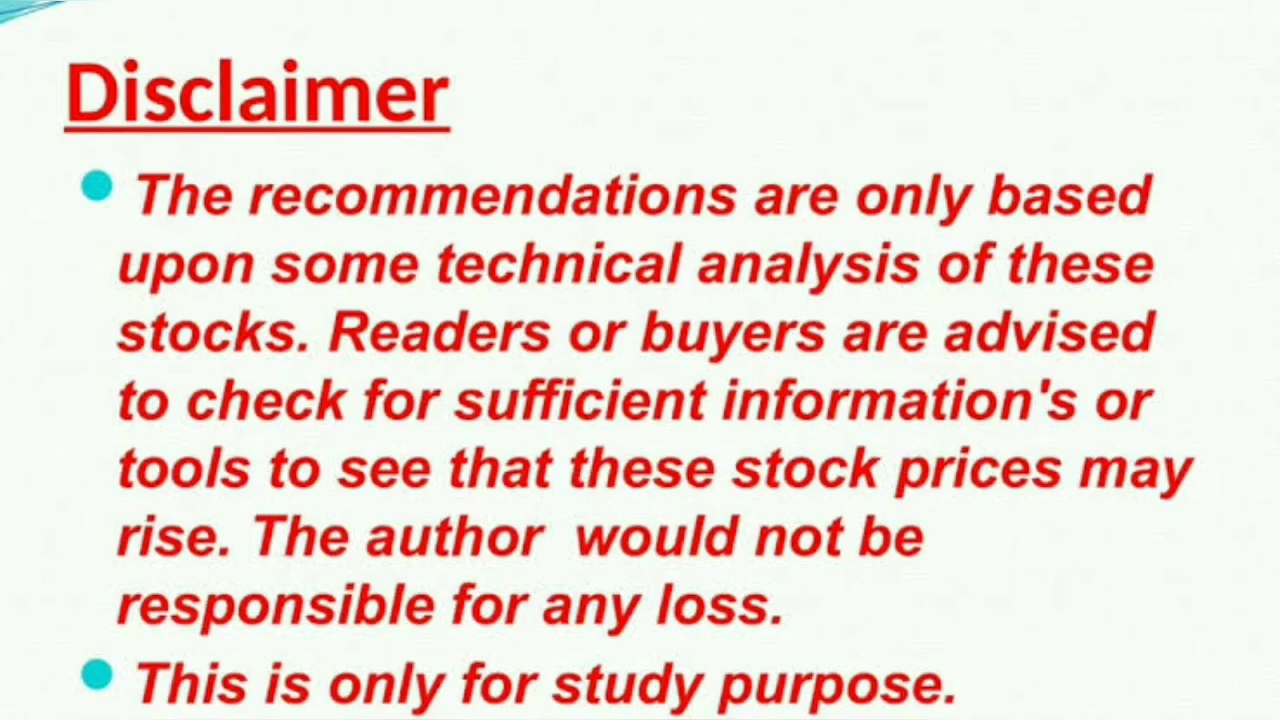 Disclaimer
The recommendations are only based
upon some technical analysis of these
stocks. Readers or buyers are advised
to check for sufficient information's or
tools to see that these stock prices may
rise. The author  would not be
responsible for any loss.
This is only for study purpose.